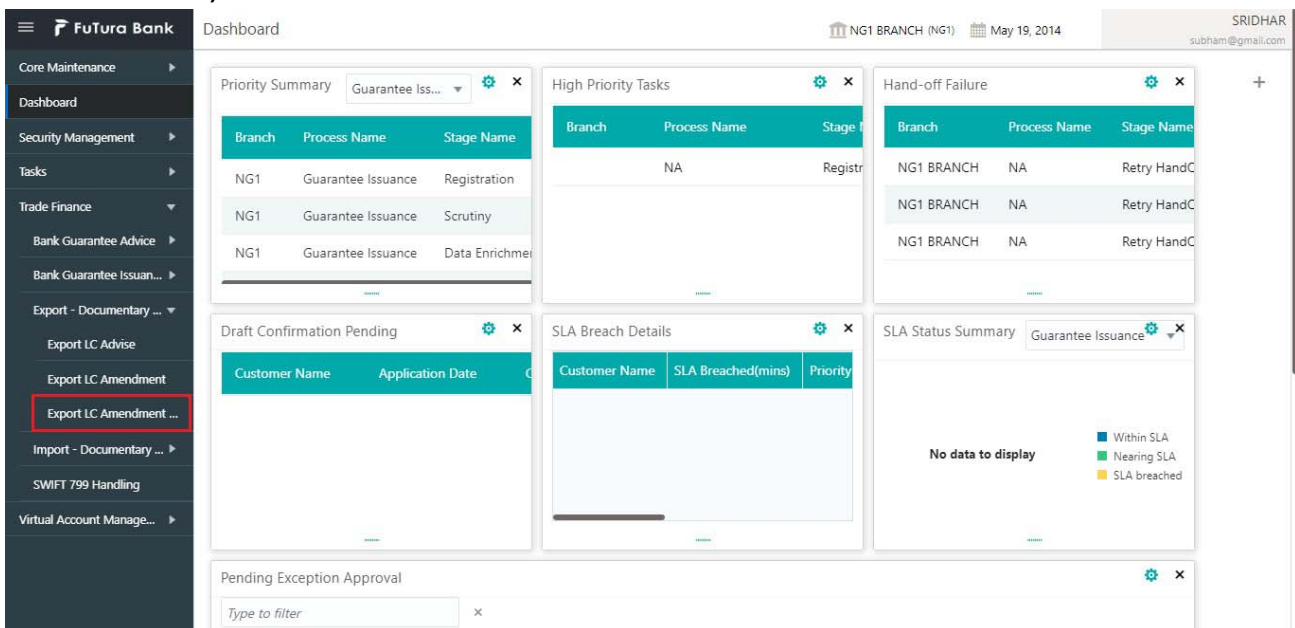 FuTura Bank
Dashboard
NG1 BRANCH (NG1)
May 19, 2014
SRIDHAR
subham@gmail.com
Core Maintenance
Dashboard
Security Management
Tasks
Trade Finance
Bank Guarantee Advice
Bank Guarantee Issuan...
Export - Documentary ...
Export LC Advise
Export LC Amendment
Export LC Amendment ...
Import - Documentary ...
SWIFT 799 Handling
Virtual Account Manage...
Priority Summary
Guarantee Iss...
Branch Process Name Stage Name
NG1 Guarantee Issuance Registration
NG1 Guarantee Issuance Scrutiny
NG1 Guarantee Issuance Data Enrichme
High Priority Tasks
Branch Process Name Stage
NA Registr
Hand-off Failure
Branch Process Name Stage Name
NG1 BRANCH NA Retry HandO
NG1 BRANCH NA Retry HandO
NG1 BRANCH NA Retry HandO
Draft Confirmation Pending
Customer Name Application Date
SLA Breach Details
Customer Name SLA Breached(mins) Priority
SLA Status Summary
Guarantee Issuance
No data to display
Within SLA
Nearing SLA
SLA breached
Pending Exception Approval
Type to filter